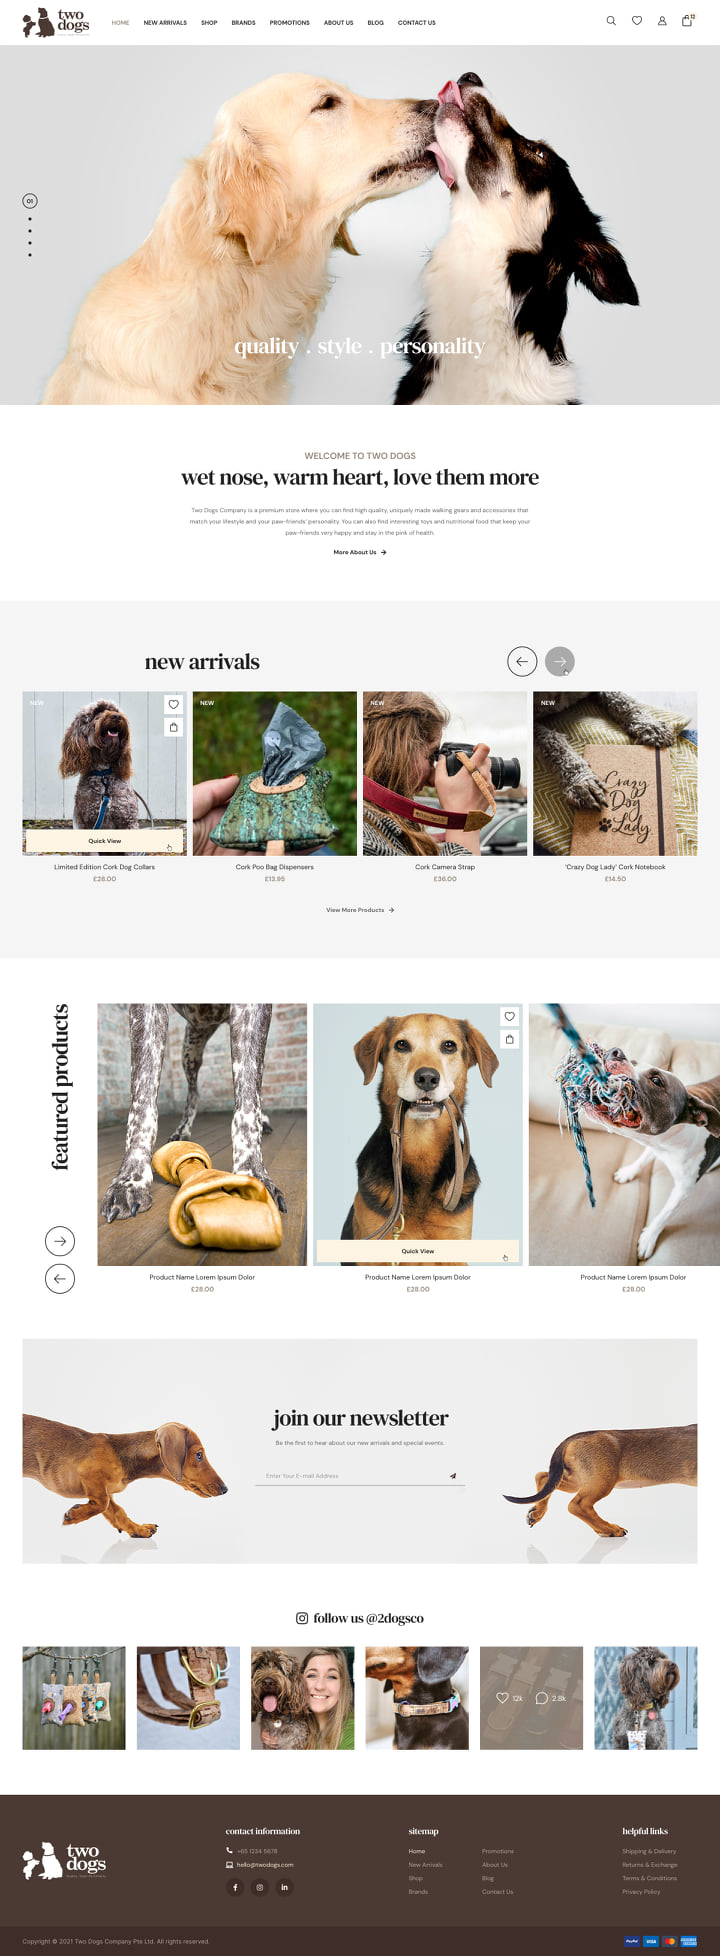 two
dogs
HOME NEW ARRIVALS SHOP BRANDS PROMOTIONS ABOUT US BLOG CONTACT US
12
01
quality . style . personality
WELCOME TO TWO DOGS
wet nose, warm heart, love them more
Two Dogs Company is a premium store where you can find high quality, uniquely made walking gears and accessories that
match your lifestyle and your paw-friends' personality. You can also find interesting toys and nutritional food that keep your
paw-friends very happy and stay in the pink of health.
More About Us
new arrivals
NEW NEW NEW NEW
Crazy
Dog
Lady
Quick View
Limited Edition Cork Dog Collars Cork Poo Bag Dispensers Cork Camera Strap 'Crazy Dog Lady' Cork Notebook
£28.00 £13.95 £36.00 £14.50
View More Products
featured products
Quick View
Product Name Lorem Ipsum Dolor Product Name Lorem Ipsum Dolor Product Name Lorem Ipsum Dolor
£28.00 £28.00 £28.00
join our newsletter
Be the first to hear about our new arrivals and special events.
Enter Your E-mail Address
follow us @2dogsco
12k 2.8k
two
dogs
contact information
+65 1234 5678
hello@twodogs.com
sitemap
Home Promotions
New Arrivals About Us
Shop Blog
Brands Contact Us
helpful links
Shipping & Delivery
Returns & Exchange
Terms & Conditions
Privacy Policy
Copyright © 2021 Two Dogs Company Pte Ltd. All rights reserved.
PayPal VISA